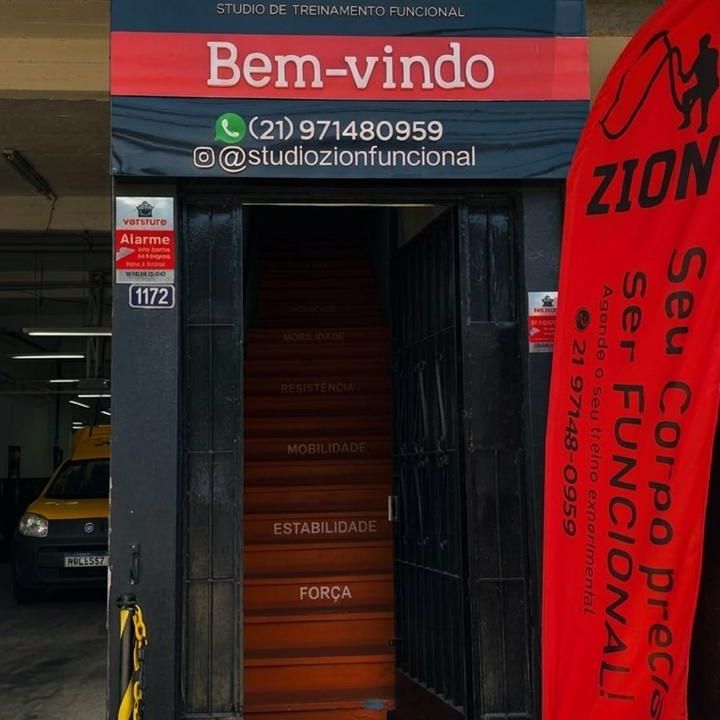 STUDIO DE TREINAMENTO FUNCIONAL
Bem-vindo
(21) 971480959
@studiozionfuncional
Alarme
1172
MOBILIDADE
RESISTÊNCIA
MOBILIDADE
ESTABILIDADE
FORÇA
ZION
Seu Corpo precisa
ser FUNCIONAL!
Agende o seu treino experimental
21 97148-0959